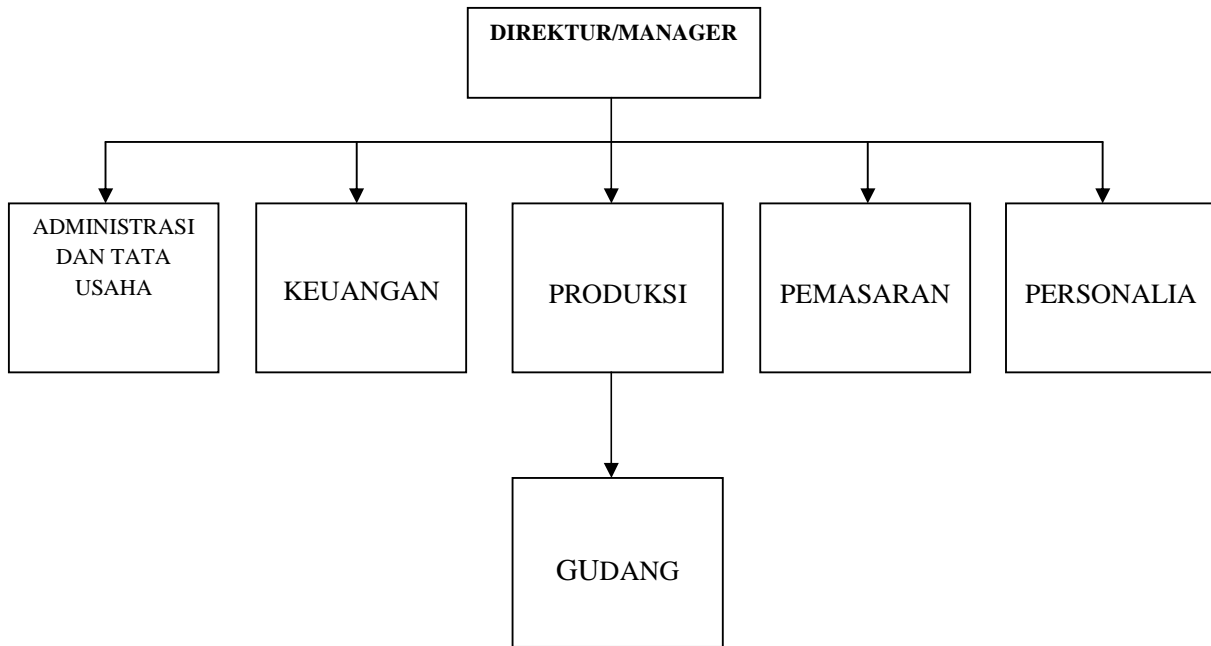 DIREKTUR/MANAGER
ADMINISTRASI
DAN TATA
USAHA
KEUANGAN
PRODUKSI
PEMASARAN
PERSONALIA
GUDANG